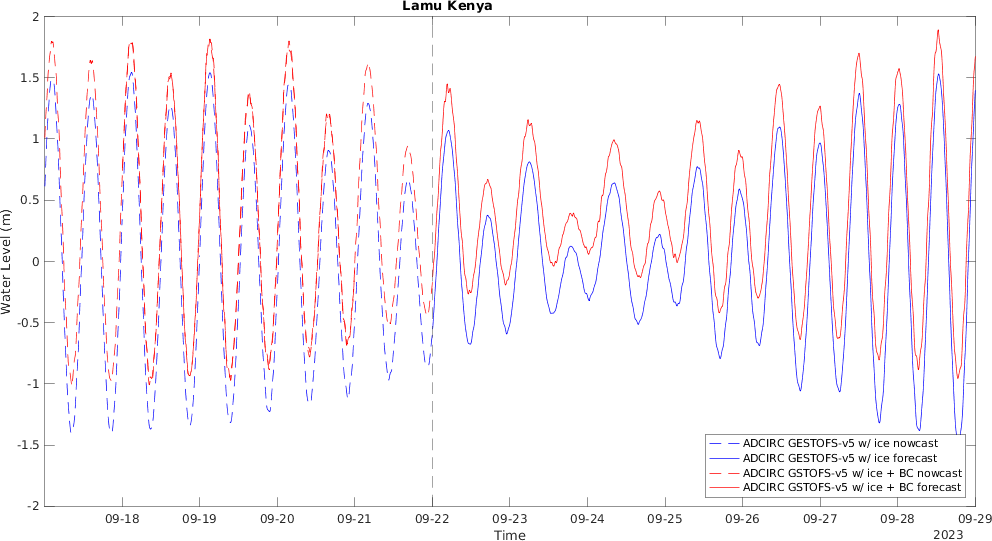 Lamu Kenya
2
1.5
1
0.5
0
-0.5
-1
-1.5
-2
Water Level (m)
ADCIRC GESTOFS-v5 w/ ice nowcast
ADCIRC GESTOFS-v5 w/ ice forecast
ADCIRC GSTOFS-v5 w/ ice + BC nowcast
ADCIRC GSTOFS-v5 w/ ice + BC forecast
09-18 09-19 09-20 09-21 09-22 09-23 09-24 09-25 09-26 09-27 09-28 09-29
Time
2023